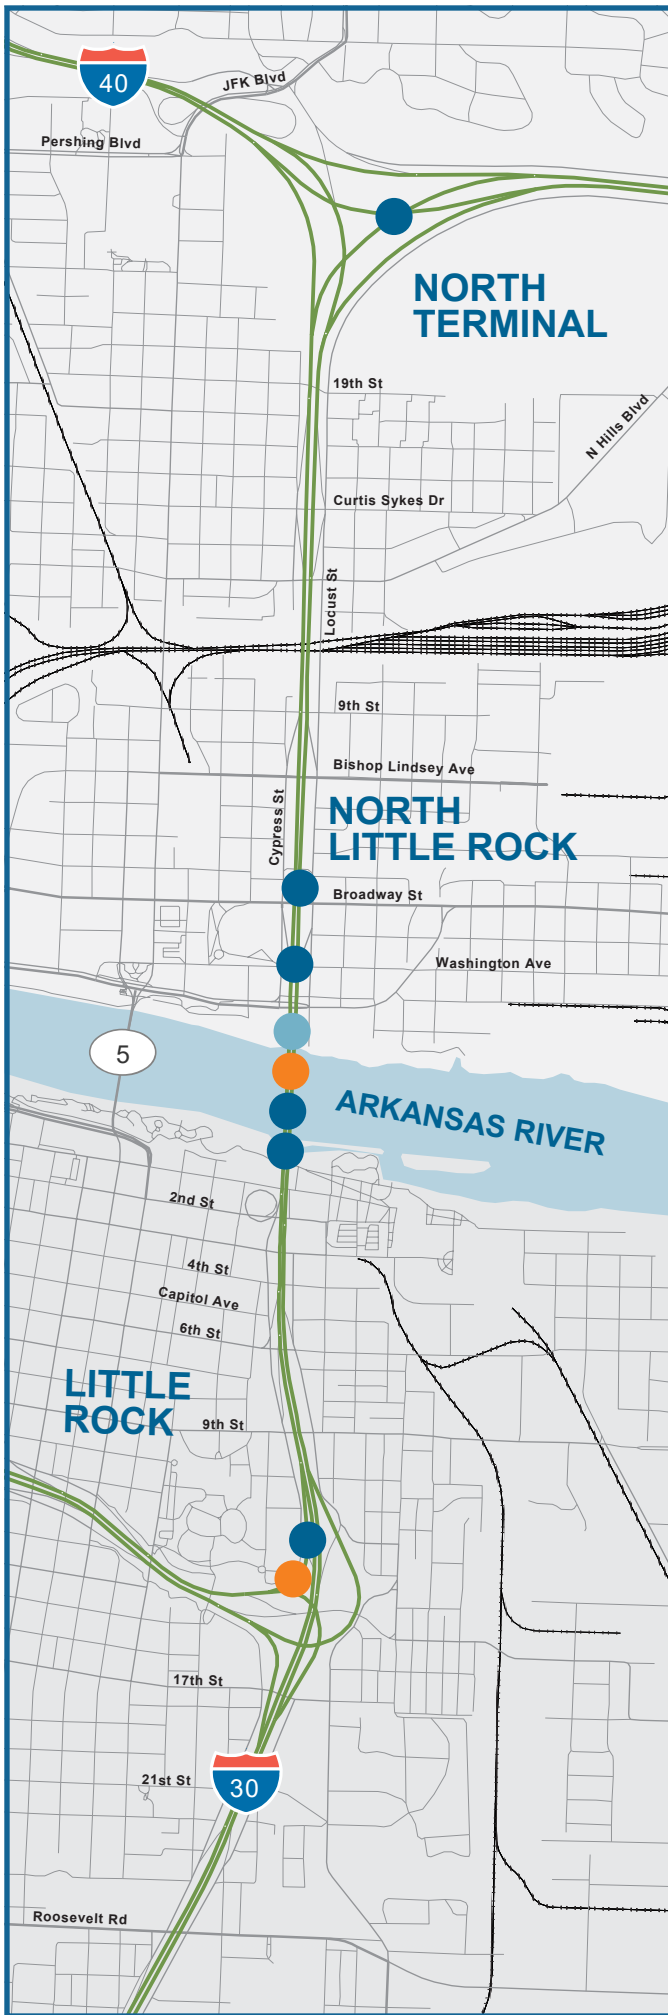 40
JFK Blvd
Pershing Blvd
NORTH
TERMINAL
19th St
N Hills Blvd
Curtis Sykes Dr
Locust St
9th St
Bishop Lindsey Ave
Cypress St
NORTH
LITTLE ROCK
Broadway St
Washington Ave
5
ARKANSAS RIVER
2nd St
4th St
Capitol Ave
6th St
LITTLE
ROCK
9th St
17th St
21st St
30
Roosevelt Rd